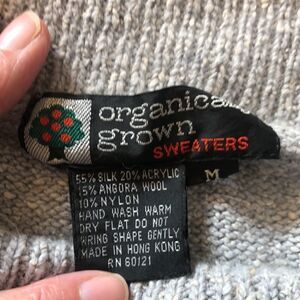 organica
grown
SWEATERS
M
55% SILK 20% ACRYLIC
15% ANGORA WOOL
10% NYLON
HAND WASH WARM
DRY FLAT DO NOT
WRING SHAPE GENTLY
MADE IN HONG KONG
RN 60121